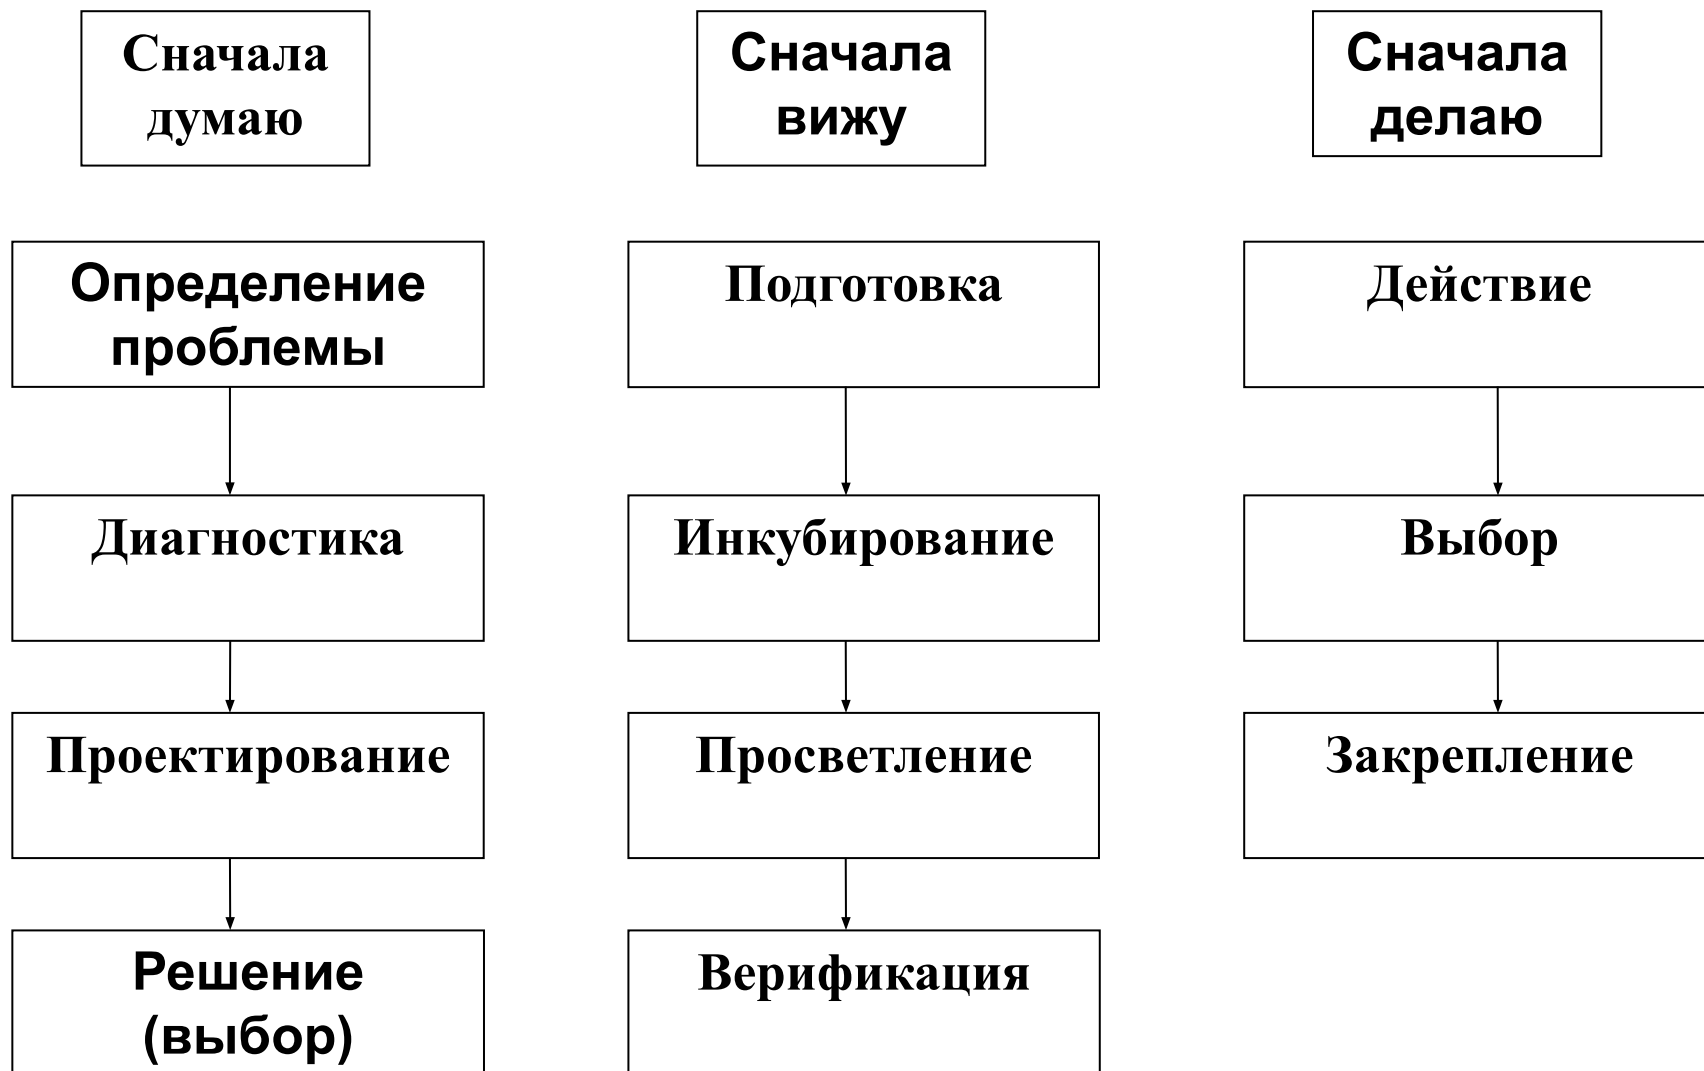 Сначала
думаю
Сначала
вижу
Сначала
делаю
Определение
проблемы
Подготовка
Действие
Диагностика
Инкубирование
Выбор
Проектирование
Просветление
Закрепление
Решение
(выбор)
Верификация